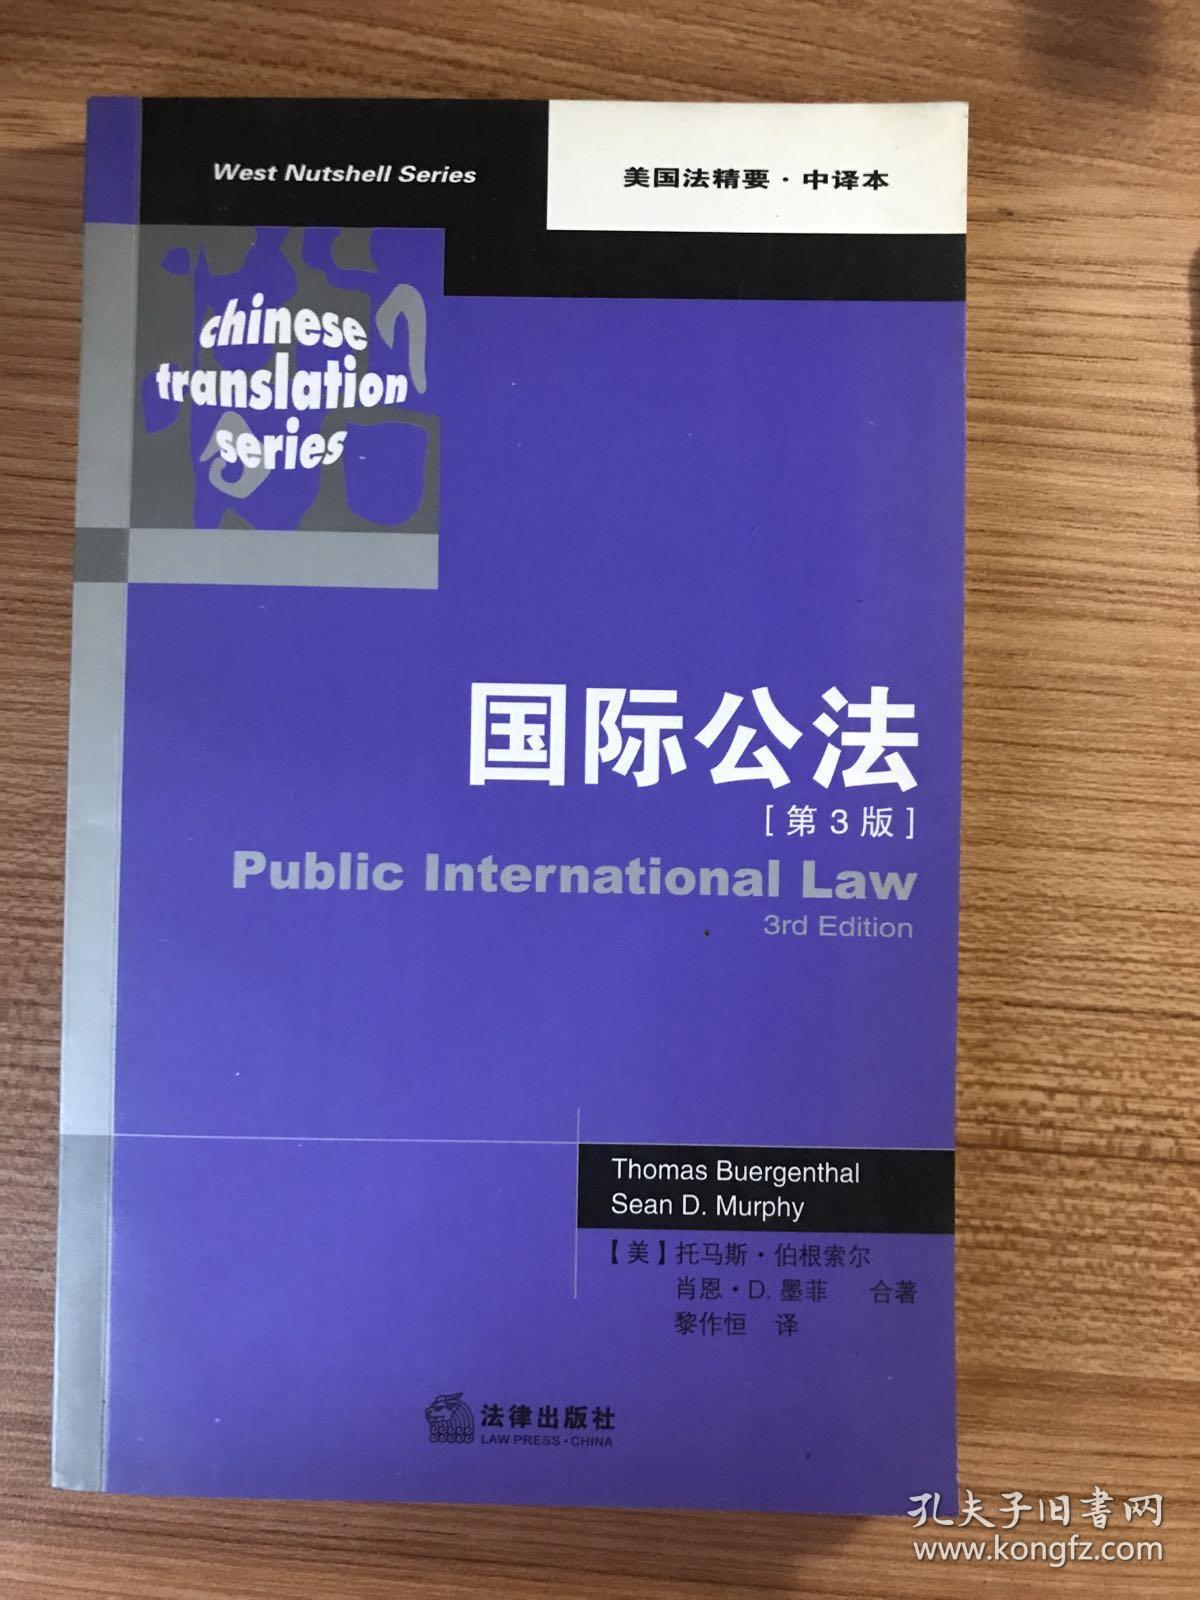 West Nutshell Series
美国法精要·中译本
chinese
translation
series
国际公法
[第3版]
Public International Law
3rd Edition
Thomas Buergenthal
Sean D. Murphy
【美】托马斯·伯根索尔
肖恩·D. 墨菲 合著
黎作恒 译
法律出版社
LAW PRESS·CHINA
孔夫子旧书网
www.kongfz.com